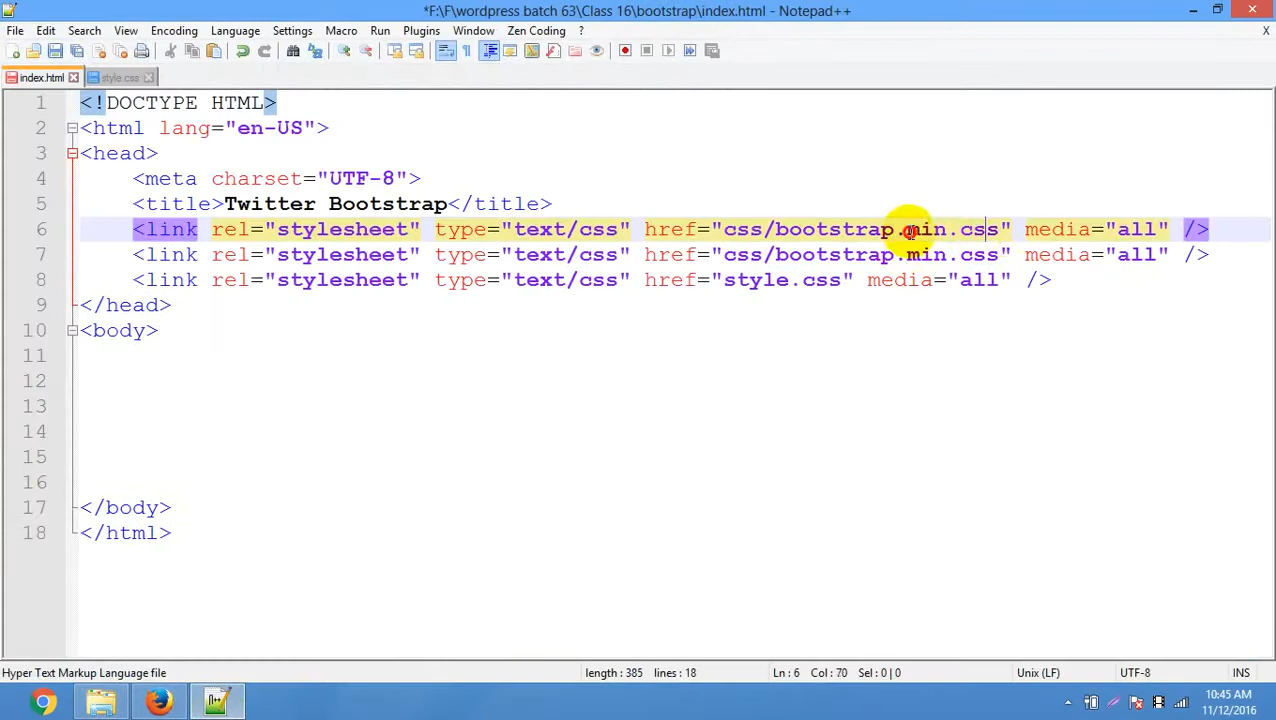 *F:\F\wordpress batch 63\Class 16\bootstrap\index.html - Notepad++
File Edit Search View Encoding Language Settings Macro Run Plugins Window Zen Coding ? X
index.html style.css
1 <!DOCTYPE HTML>
2 <html lang="en-US">
3 <head>
4 <meta charset="UTF-8">
5 <title>Twitter Bootstrap</title>
6 <link rel="stylesheet" type="text/css" href="css/bootstrap.min.css" media="all" />
7 <link rel="stylesheet" type="text/css" href="css/bootstrap.min.css" media="all" />
8 <link rel="stylesheet" type="text/css" href="style.css" media="all" />
9 </head>
10 <body>
11
12
13
14
15
16
17 </body>
18 </html>
Hyper Text Markup Language file length : 385 lines : 18 Ln : 6 Col : 70 Sel : 0 | 0 Unix (LF) UTF-8 INS
10:45 AM
11/12/2016